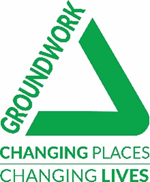 GROUNDWORK
CHANGING PLACES
CHANGING LIVES